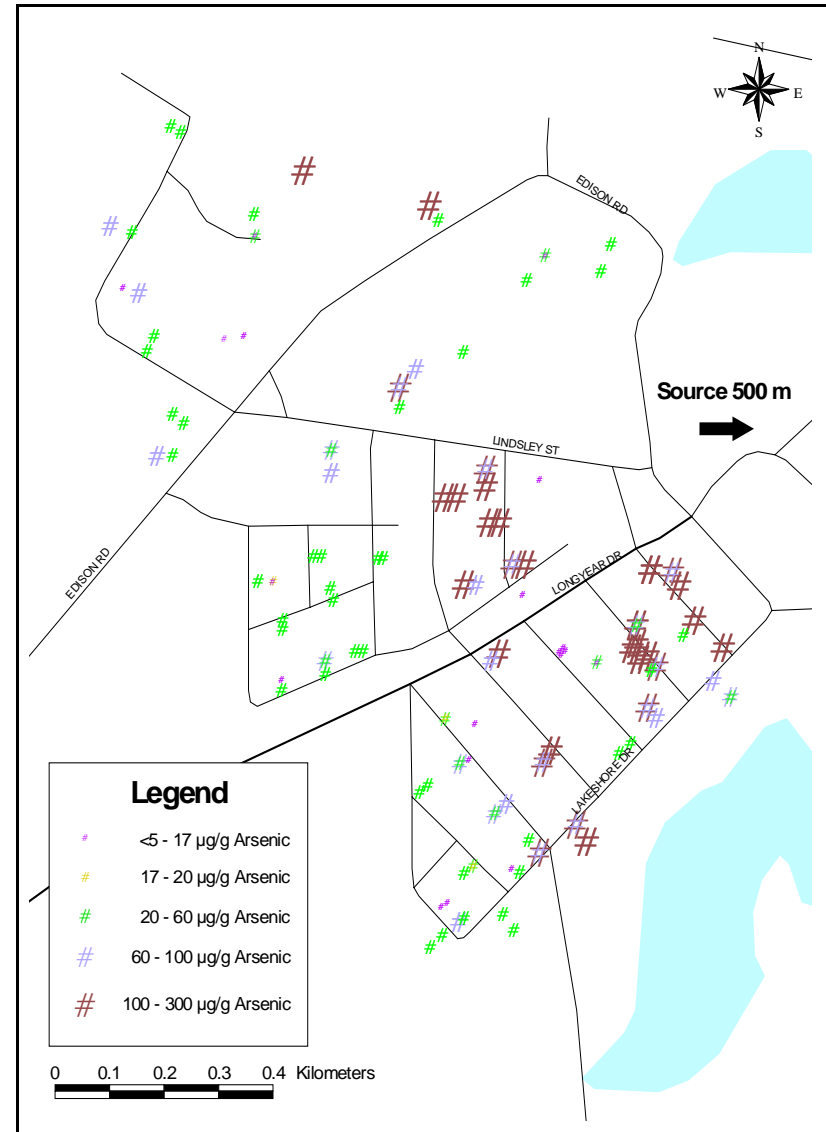 N
W E
S
EDISON RD
Source 500 m
LINDSLEY ST
EDISON RD
LONGYEAR DR
LAKESHORE DR
Legend
# <5 - 17 µg/g Arsenic
# 17 - 20 µg/g Arsenic
# 20 - 60 µg/g Arsenic
# 60 - 100 µg/g Arsenic
# 100 - 300 µg/g Arsenic
0 0.1 0.2 0.3 0.4 Kilometers